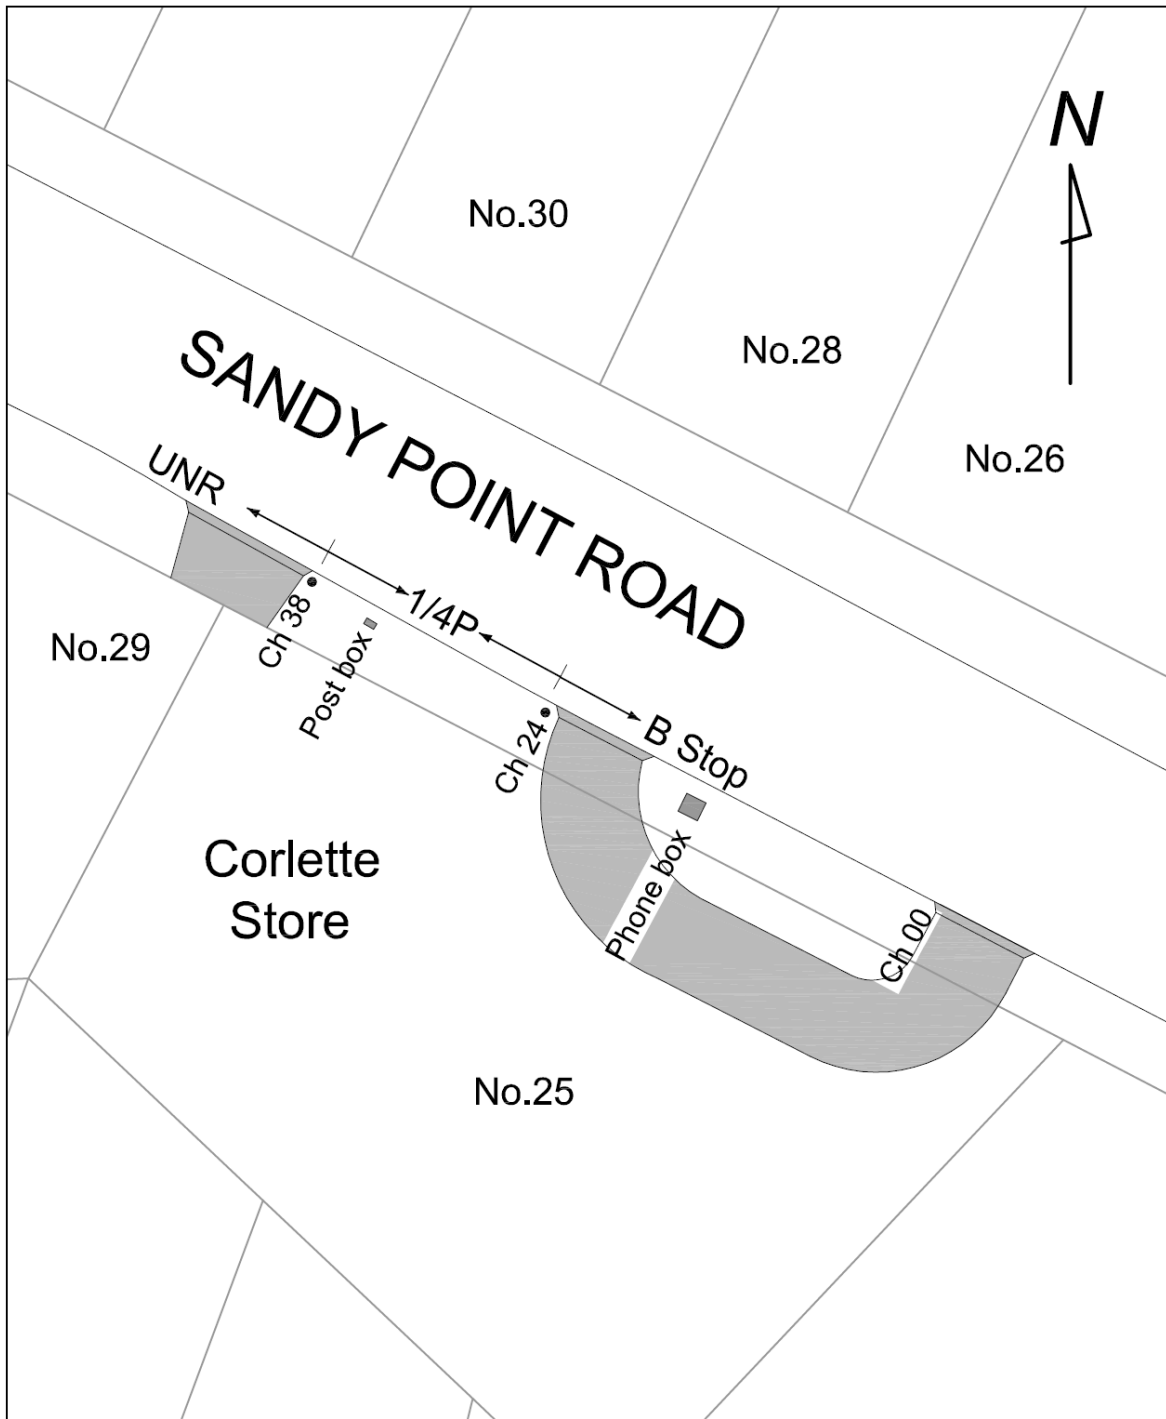 N
No.30
No.28
No.26
SANDY POINT ROAD
UNR
1/4P
B Stop
Ch 38
Post box
Ch 24
Phone box
Ch 00
No.29
Corlette
Store
No.25